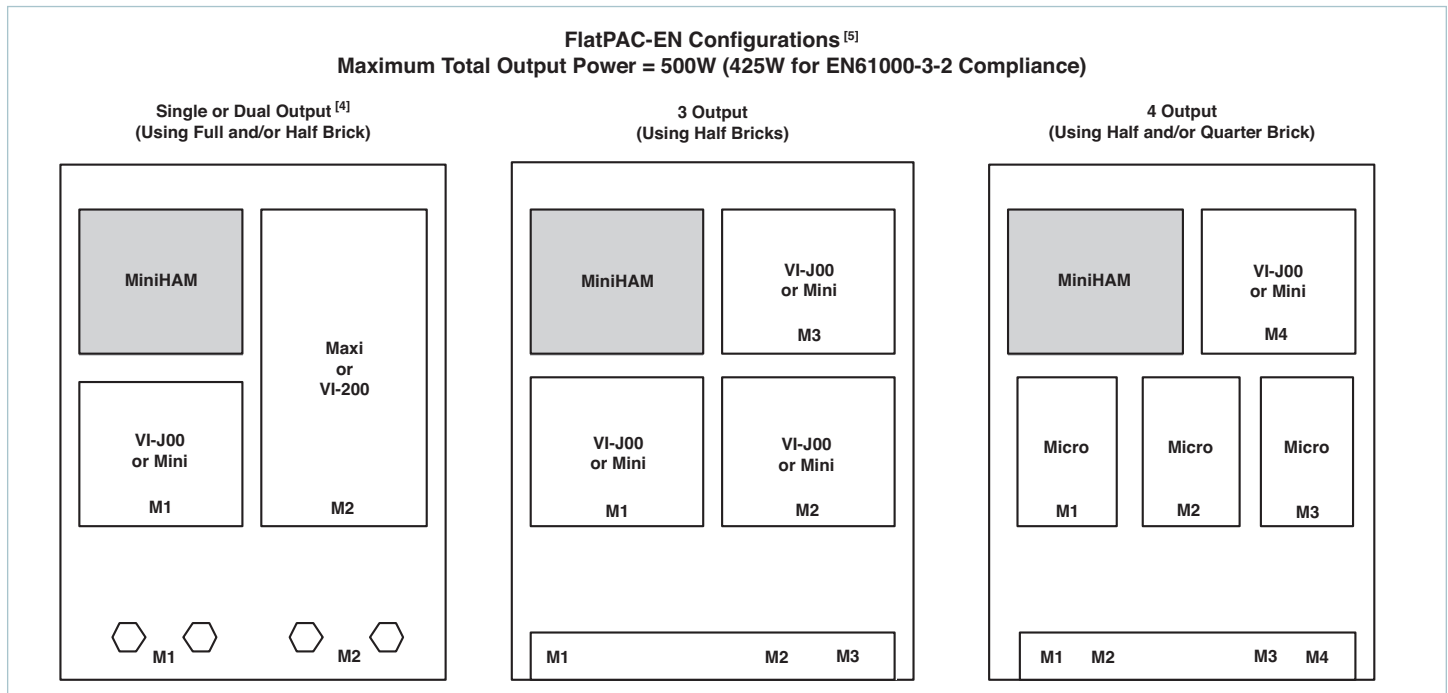 FlatPAC-EN Configurations [5]
Maximum Total Output Power = 500W (425W for EN61000-3-2 Compliance)
Single or Dual Output [4]
(Using Full and/or Half Brick)
MiniHAM
Maxi
or
VI-200
M2
VI-J00
or Mini
M1
M1
M2
3 Output
(Using Half Bricks)
MiniHAM
VI-J00
or Mini
M3
VI-J00
or Mini
M1
VI-J00
or Mini
M2
M1
M2
M3
4 Output
(Using Half and/or Quarter Brick)
MiniHAM
VI-J00
or Mini
M4
Micro
M1
Micro
M2
Micro
M3
M1
M2
M3
M4